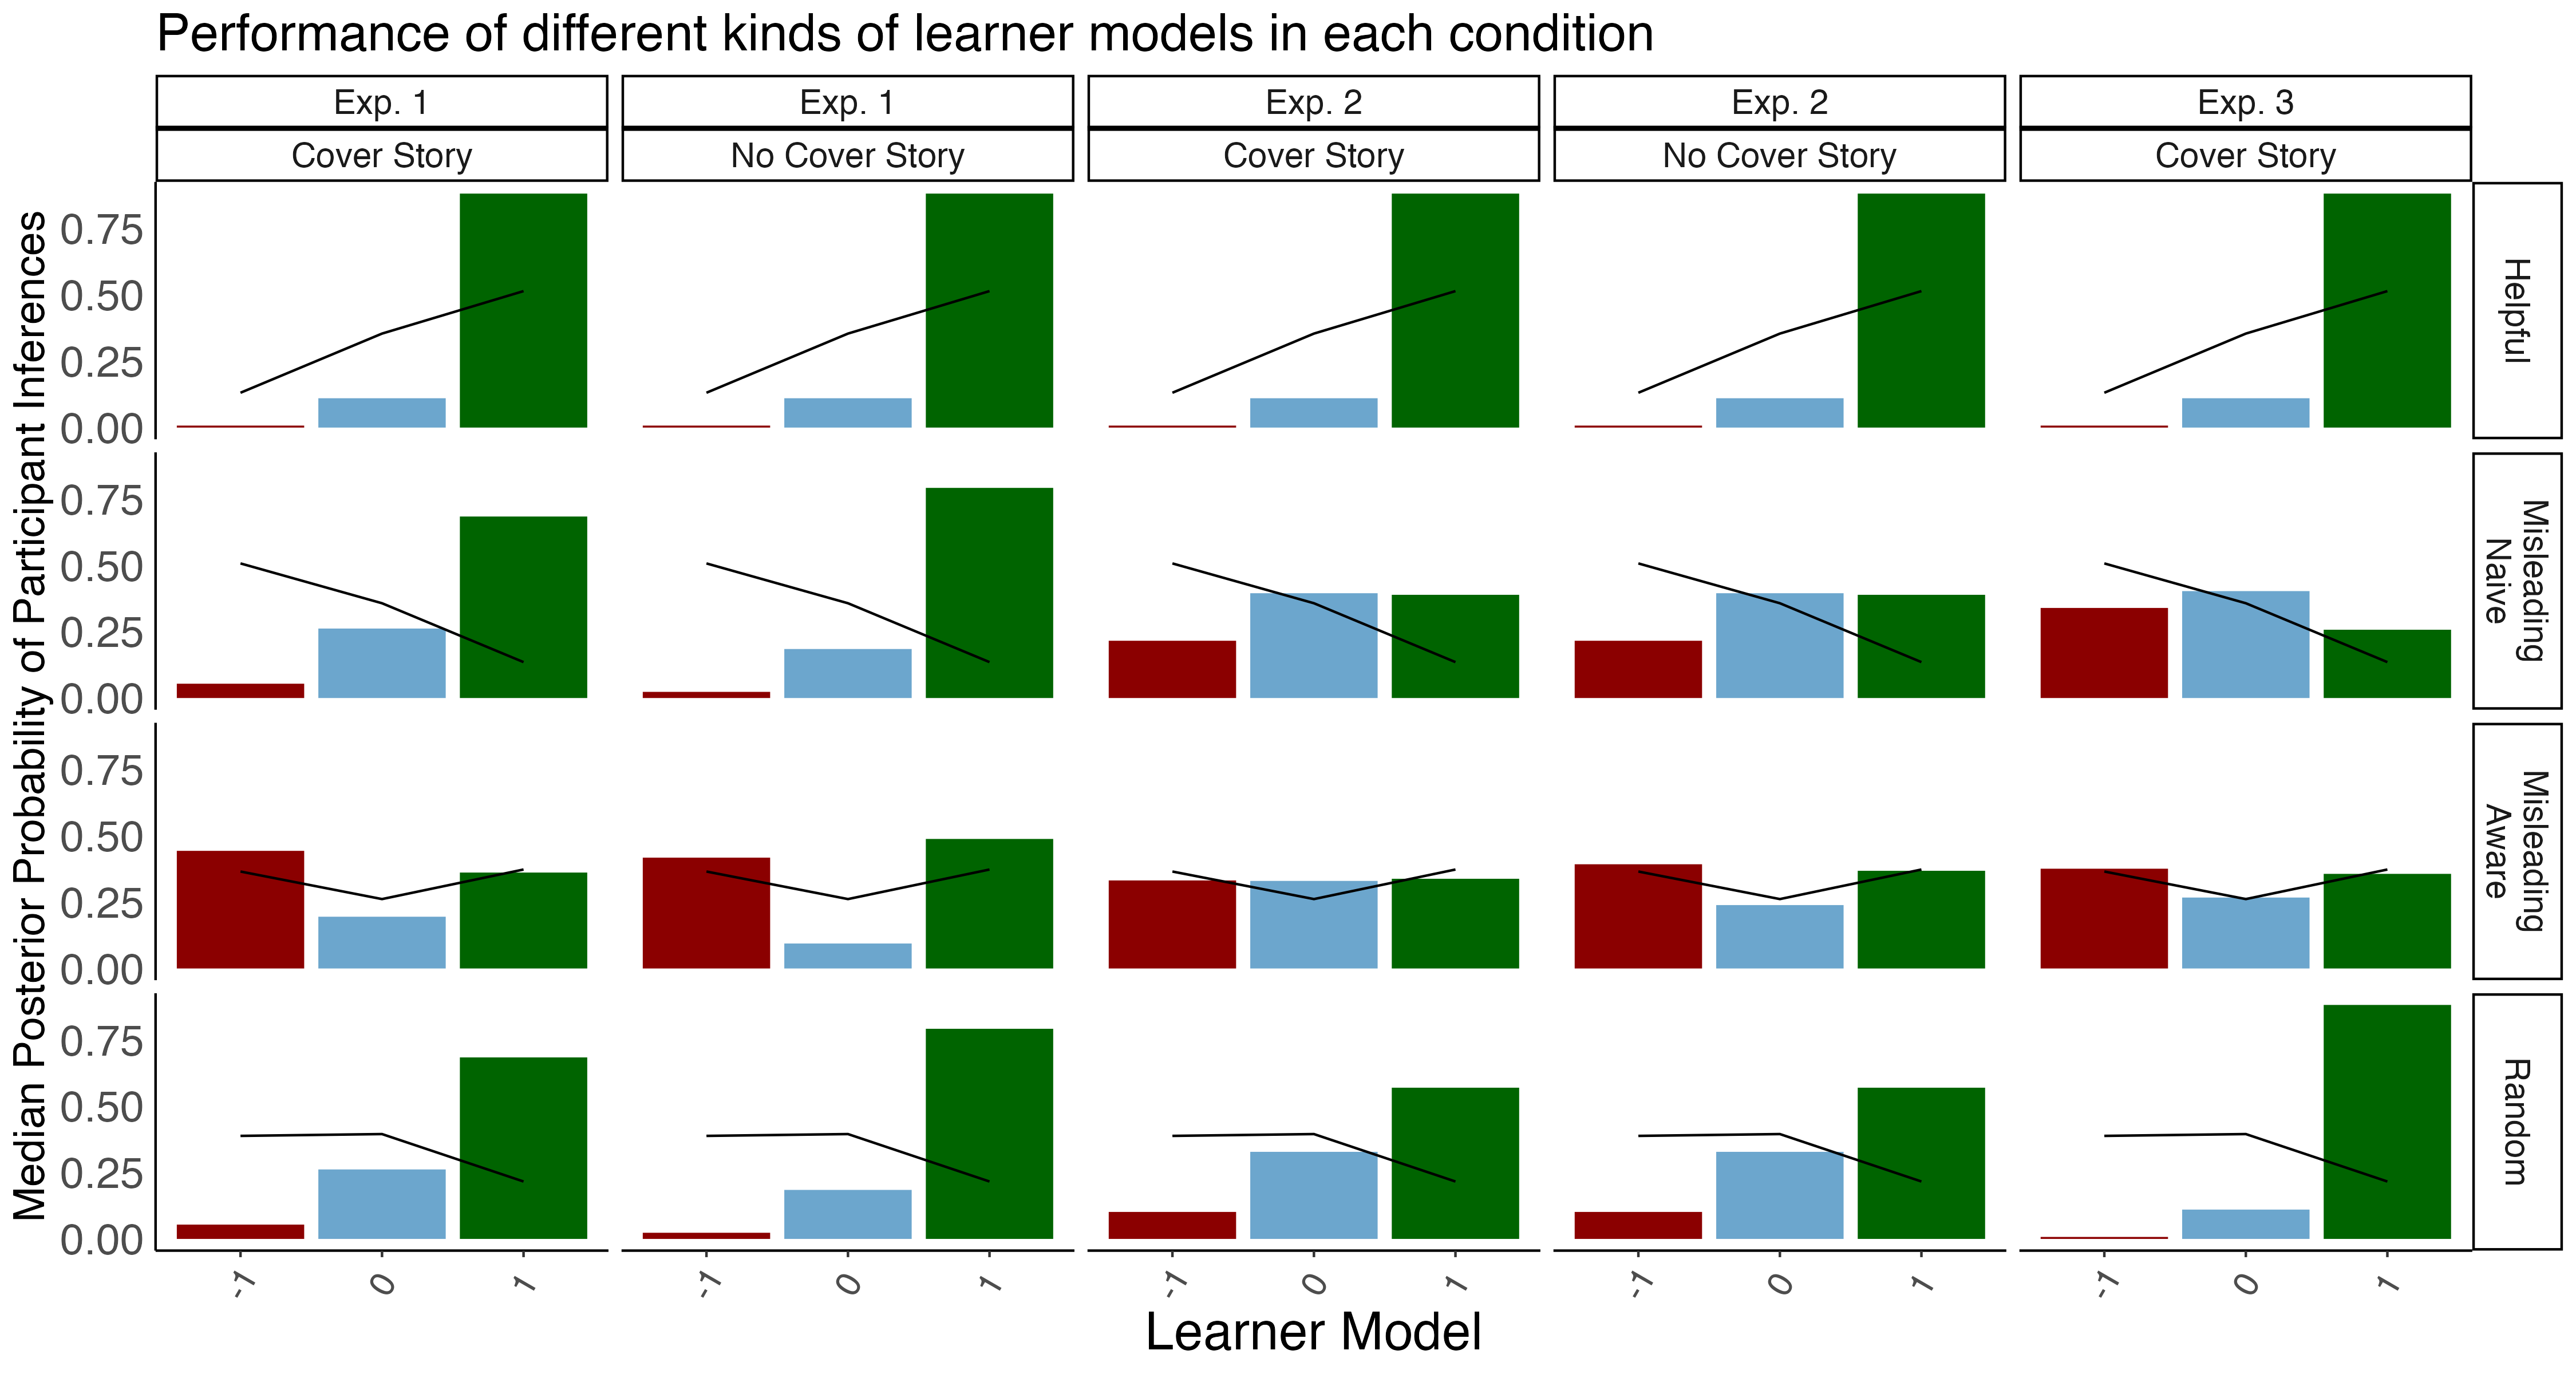 Performance of different kinds of learner models in each condition
Exp. 1
Exp. 1
Exp. 2
Exp. 2
Exp. 3
Cover Story
No Cover Story
Cover Story
No Cover Story
Cover Story
Median Posterior Probability of Participant Inferences
0.75
0.50
0.25
0.00
Helpful
0.75
0.50
0.25
0.00
Misleading
Naive
0.75
0.50
0.25
0.00
Misleading
Aware
0.75
0.50
0.25
0.00
Random
-1
0
1
-1
0
1
-1
0
1
-1
0
1
-1
0
1
Learner Model